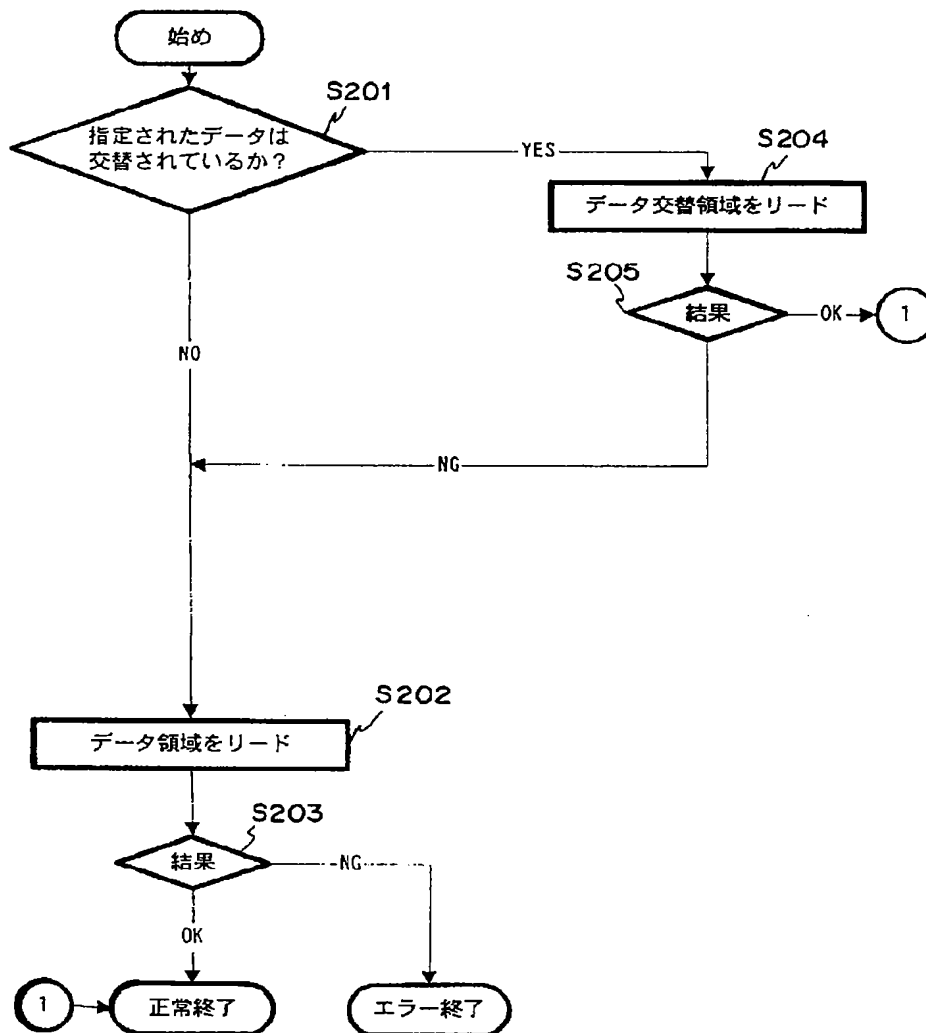 始め
S201
指定されたデータは
交替されているか?
YES
S204
データ交替領域をリード
S205
結果
OK
1
NO
NG
S202
データ領域をリード
S203
結果
NG
OK
1
正常終了
エラー終了